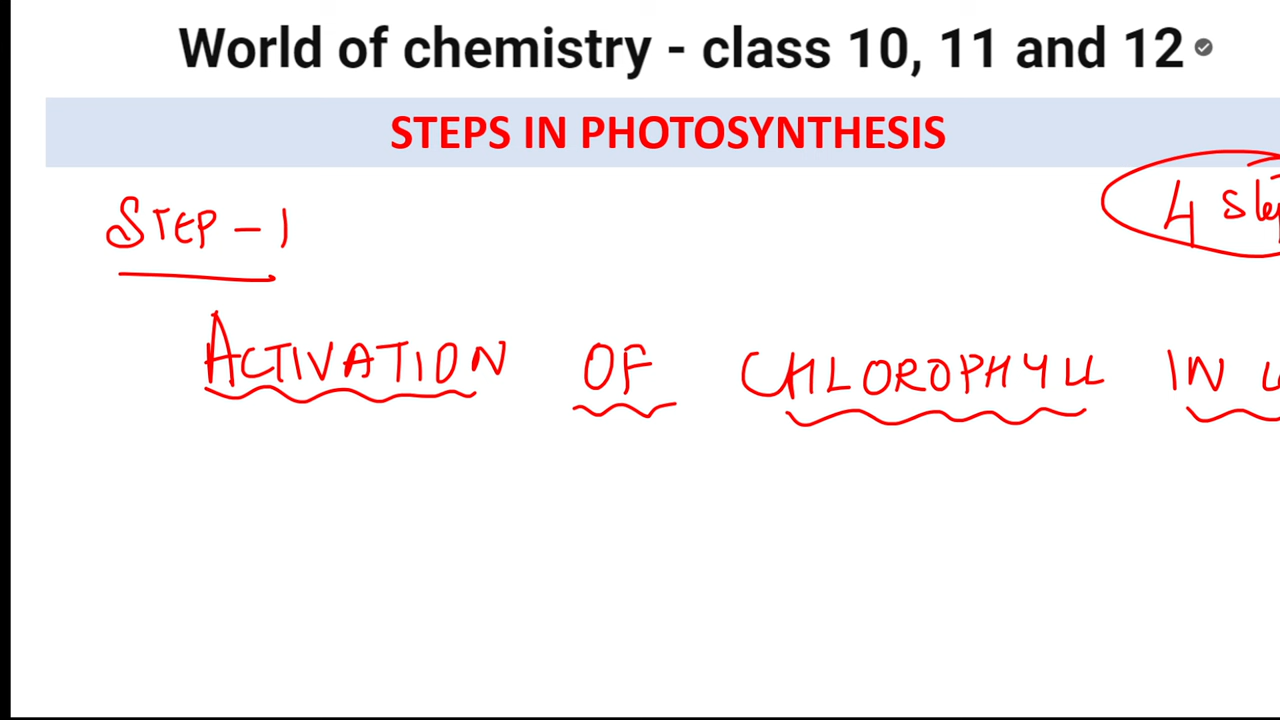 World of chemistry - class 10, 11 and 12
STEPS IN PHOTOSYNTHESIS
4
STEP - 1
ACTIVATION OF CHLOROPHYLL IN